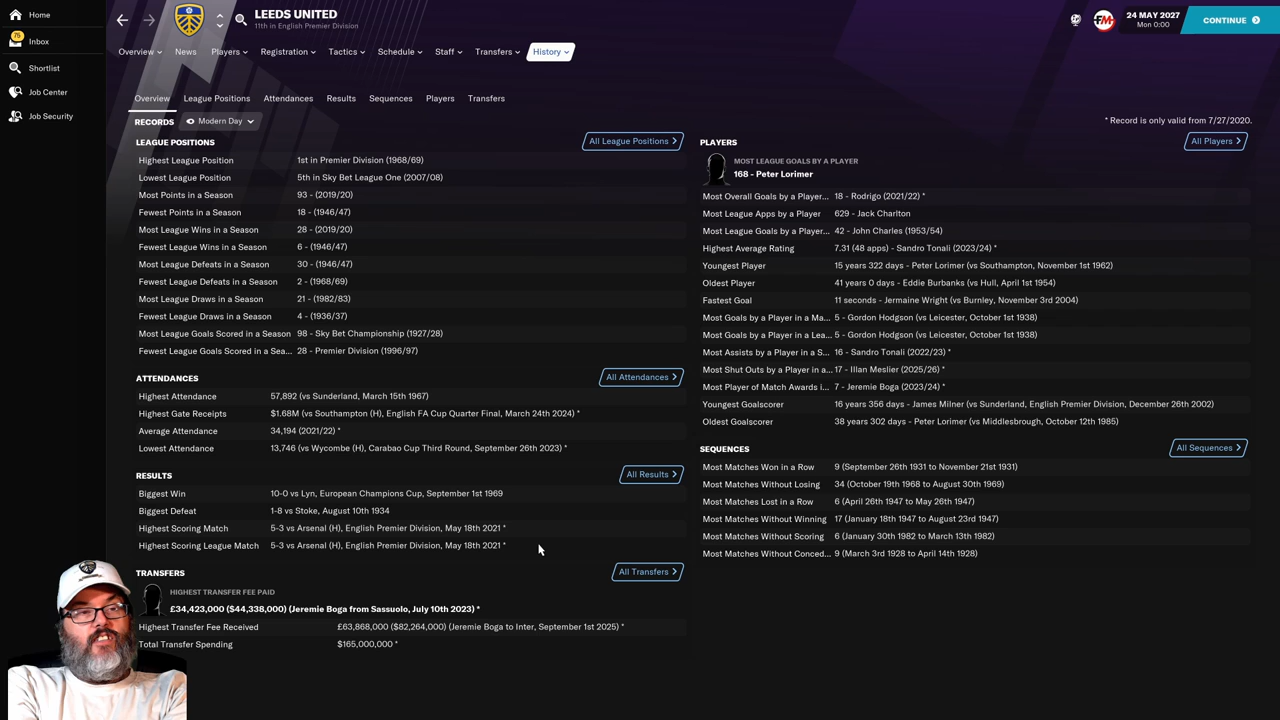 Home
75
Inbox
Shortlist
Job Center
Job Security
LEEDS UNITED
11th in English Premier Division
FM
24 MAY 2027
Mon 0:00
CONTINUE
Overview
News
Players
Registration
Tactics
Schedule
Staff
Transfers
History
Overview
League Positions
Attendances
Results
Sequences
Players
Transfers
RECORDS
Modern Day
* Record is only valid from 7/27/2020.
LEAGUE POSITIONS
All League Positions
Highest League Position 1st in Premier Division (1968/69)
Lowest League Position 5th in Sky Bet League One (2007/08)
Most Points in a Season 93 - (2019/20)
Fewest Points in a Season 18 - (1946/47)
Most League Wins in a Season 28 - (2019/20)
Fewest League Wins in a Season 6 - (1946/47)
Most League Defeats in a Season 30 - (1946/47)
Fewest League Defeats in a Season 2 - (1968/69)
Most League Draws in a Season 21 - (1982/83)
Fewest League Draws in a Season 4 - (1936/37)
Most League Goals Scored in a Season 98 - Sky Bet Championship (1927/28)
Fewest League Goals Scored in a Sea... 28 - Premier Division (1996/97)
ATTENDANCES
All Attendances
Highest Attendance 57,892 (vs Sunderland, March 15th 1967)
Highest Gate Receipts $1.68M (vs Southampton (H), English FA Cup Quarter Final, March 24th 2024) *
Average Attendance 34,194 (2021/22) *
Lowest Attendance 13,746 (vs Wycombe (H), Carabao Cup Third Round, September 26th 2023) *
RESULTS
All Results
Biggest Win 10-0 vs Lyn, European Champions Cup, September 1st 1969
Biggest Defeat 1-8 vs Stoke, August 10th 1934
Highest Scoring Match 5-3 vs Arsenal (H), English Premier Division, May 18th 2021 *
Highest Scoring League Match 5-3 vs Arsenal (H), English Premier Division, May 18th 2021 *
TRANSFERS
All Transfers
HIGHEST TRANSFER FEE PAID
£34,423,000 ($44,338,000) (Jeremie Boga from Sassuolo, July 10th 2023) *
Highest Transfer Fee Received £63,868,000 ($82,264,000) (Jeremie Boga to Inter, September 1st 2025) *
Total Transfer Spending $165,000,000 *
PLAYERS
All Players
MOST LEAGUE GOALS BY A PLAYER
168 - Peter Lorimer
Most Overall Goals by a Player... 18 - Rodrigo (2021/22) *
Most League Apps by a Player 629 - Jack Charlton
Most League Goals by a Player... 42 - John Charles (1953/54)
Highest Average Rating 7.31 (48 apps) - Sandro Tonali (2023/24) *
Youngest Player 15 years 322 days - Peter Lorimer (vs Southampton, November 1st 1962)
Oldest Player 41 years 0 days - Eddie Burbanks (vs Hull, April 1st 1954)
Fastest Goal 11 seconds - Jermaine Wright (vs Burnley, November 3rd 2004)
Most Goals by a Player in a Ma... 5 - Gordon Hodgson (vs Leicester, October 1st 1938)
Most Goals by a Player in a Lea... 5 - Gordon Hodgson (vs Leicester, October 1st 1938)
Most Assists by a Player in a S... 16 - Sandro Tonali (2022/23) *
Most Shut Outs by a Player in a... 17 - Illan Meslier (2025/26) *
Most Player of Match Awards i... 7 - Jeremie Boga (2023/24) *
Youngest Goalscorer 16 years 356 days - James Milner (vs Sunderland, English Premier Division, December 26th 2002)
Oldest Goalscorer 38 years 302 days - Peter Lorimer (vs Middlesbrough, October 12th 1985)
SEQUENCES
All Sequences
Most Matches Won in a Row 9 (September 26th 1931 to November 21st 1931)
Most Matches Without Losing 34 (October 19th 1968 to August 30th 1969)
Most Matches Lost in a Row 6 (April 26th 1947 to May 26th 1947)
Most Matches Without Winning 17 (January 18th 1947 to August 23rd 1947)
Most Matches Without Scoring 6 (January 30th 1982 to March 13th 1982)
Most Matches Without Conced... 9 (March 3rd 1928 to April 14th 1928)